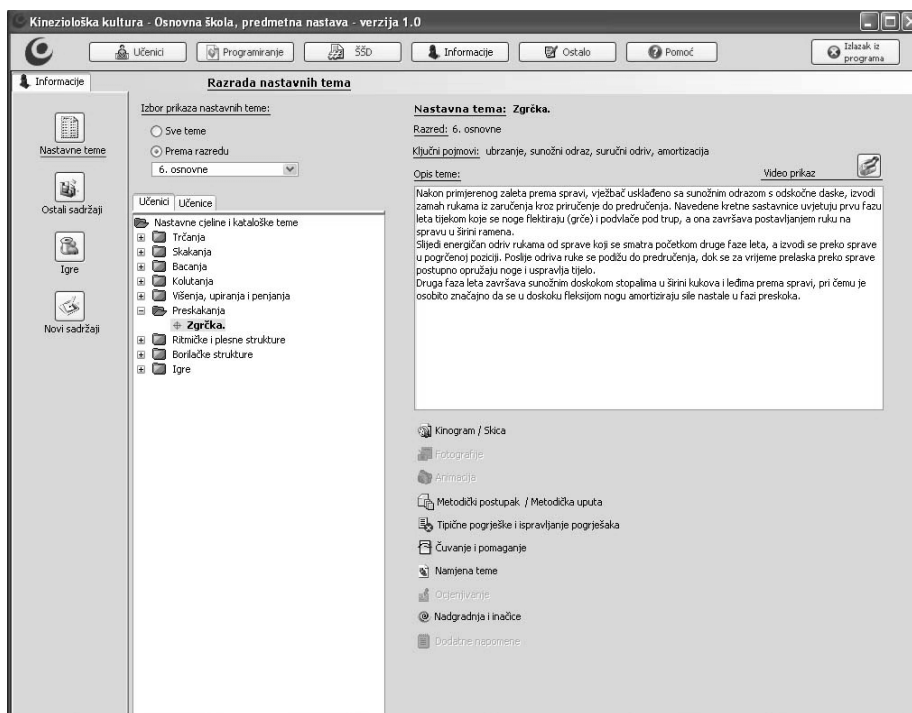 Kineziološka kultura - Osnovna škola, predmetna nastava - verzija 1.0
Učenici
Programiranje
ŠŠD
Informacije
Ostalo
Pomoć
Izlazak iz
programa
Informacije
Razrada nastavnih tema
Nastavne teme
Ostali sadržaji
Igre
Novi sadržaji
Izbor prikaza nastavnih teme:
Sve teme
Prema razredu
6. osnovne
Učenici
Učenice
Nastavne cjeline i kataloške teme
Trčanja
Skakanja
Bacanja
Kolutanja
Višenja, upiranja i penjanja
Preskakanja
Zgrčka.
Ritmičke i plesne strukture
Borilačke strukture
Igre
Nastavna tema: Zgrčka.
Razred: 6. osnovne
Ključni pojmovi: ubrzanje, sunožni odraz, suručni odriv, amortizacija
Opis teme:
Video prikaz
Nakon primjerenog zaleta prema spravi, vježbač usklađeno sa sunožnim odrazom s odskočne daske, izvodi
zamah rukama iz zaručenja kroz priručenje do predručenja. Navedene kretne sastavnice uvjetuju prvu fazu
leta tijekom koje se noge flektiraju (grče) i podvlače pod trup, a ona završava postavljanjem ruku na
spravu u širini ramena.
Slijedi energičan odriv rukama od sprave koji se smatra početkom druge faze leta, a izvodi se preko sprave
u pogrčenoj poziciji. Poslije odriva ruke se podižu do predručenja, dok se za vrijeme prelaska preko sprave
postupno opružaju noge i uspravlja tijelo.
Druga faza leta završava sunožnim doskokom stopalima u širini kukova i leđima prema spravi, pri čemu je
osobito značajno da se u doskoku fleksijom nogu amortiziraju sile nastale u fazi preskoka.
Kinogram / Skica
Fotografije
Animacija
Metodički postupak / Metodička uputa
Tipične pogrješke i ispravljanje pogrješaka
Čuvanje i pomaganje
Namjena teme
Ocjenjivanje
Nadgradnja i inačice
Dodatne napomene